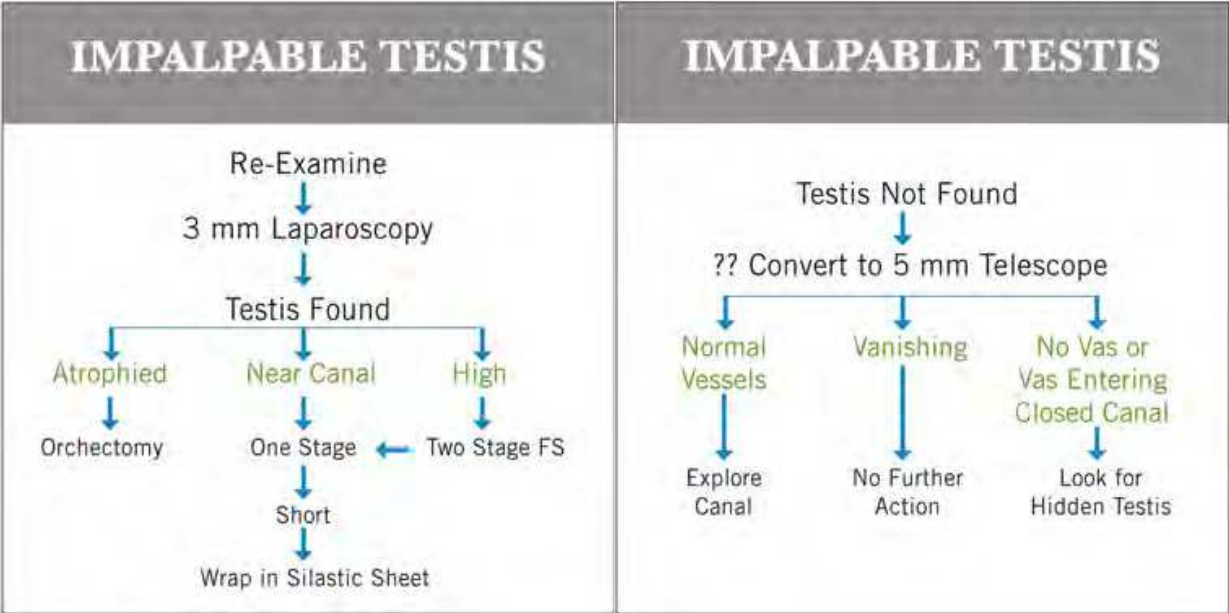 IMPALPABLE TESTIS
Re-Examine
3 mm Laparoscopy
Testis Found
Atrophied
Near Canal
High
Orchectomy
One Stage
Two Stage FS
Short
Wrap in Silastic Sheet
IMPALPABLE TESTIS
Testis Not Found
?? Convert to 5 mm Telescope
Normal
Vessels
Vanishing
No Vas or
Vas Entering
Closed Canal
Explore
Canal
No Further
Action
Look for
Hidden Testis